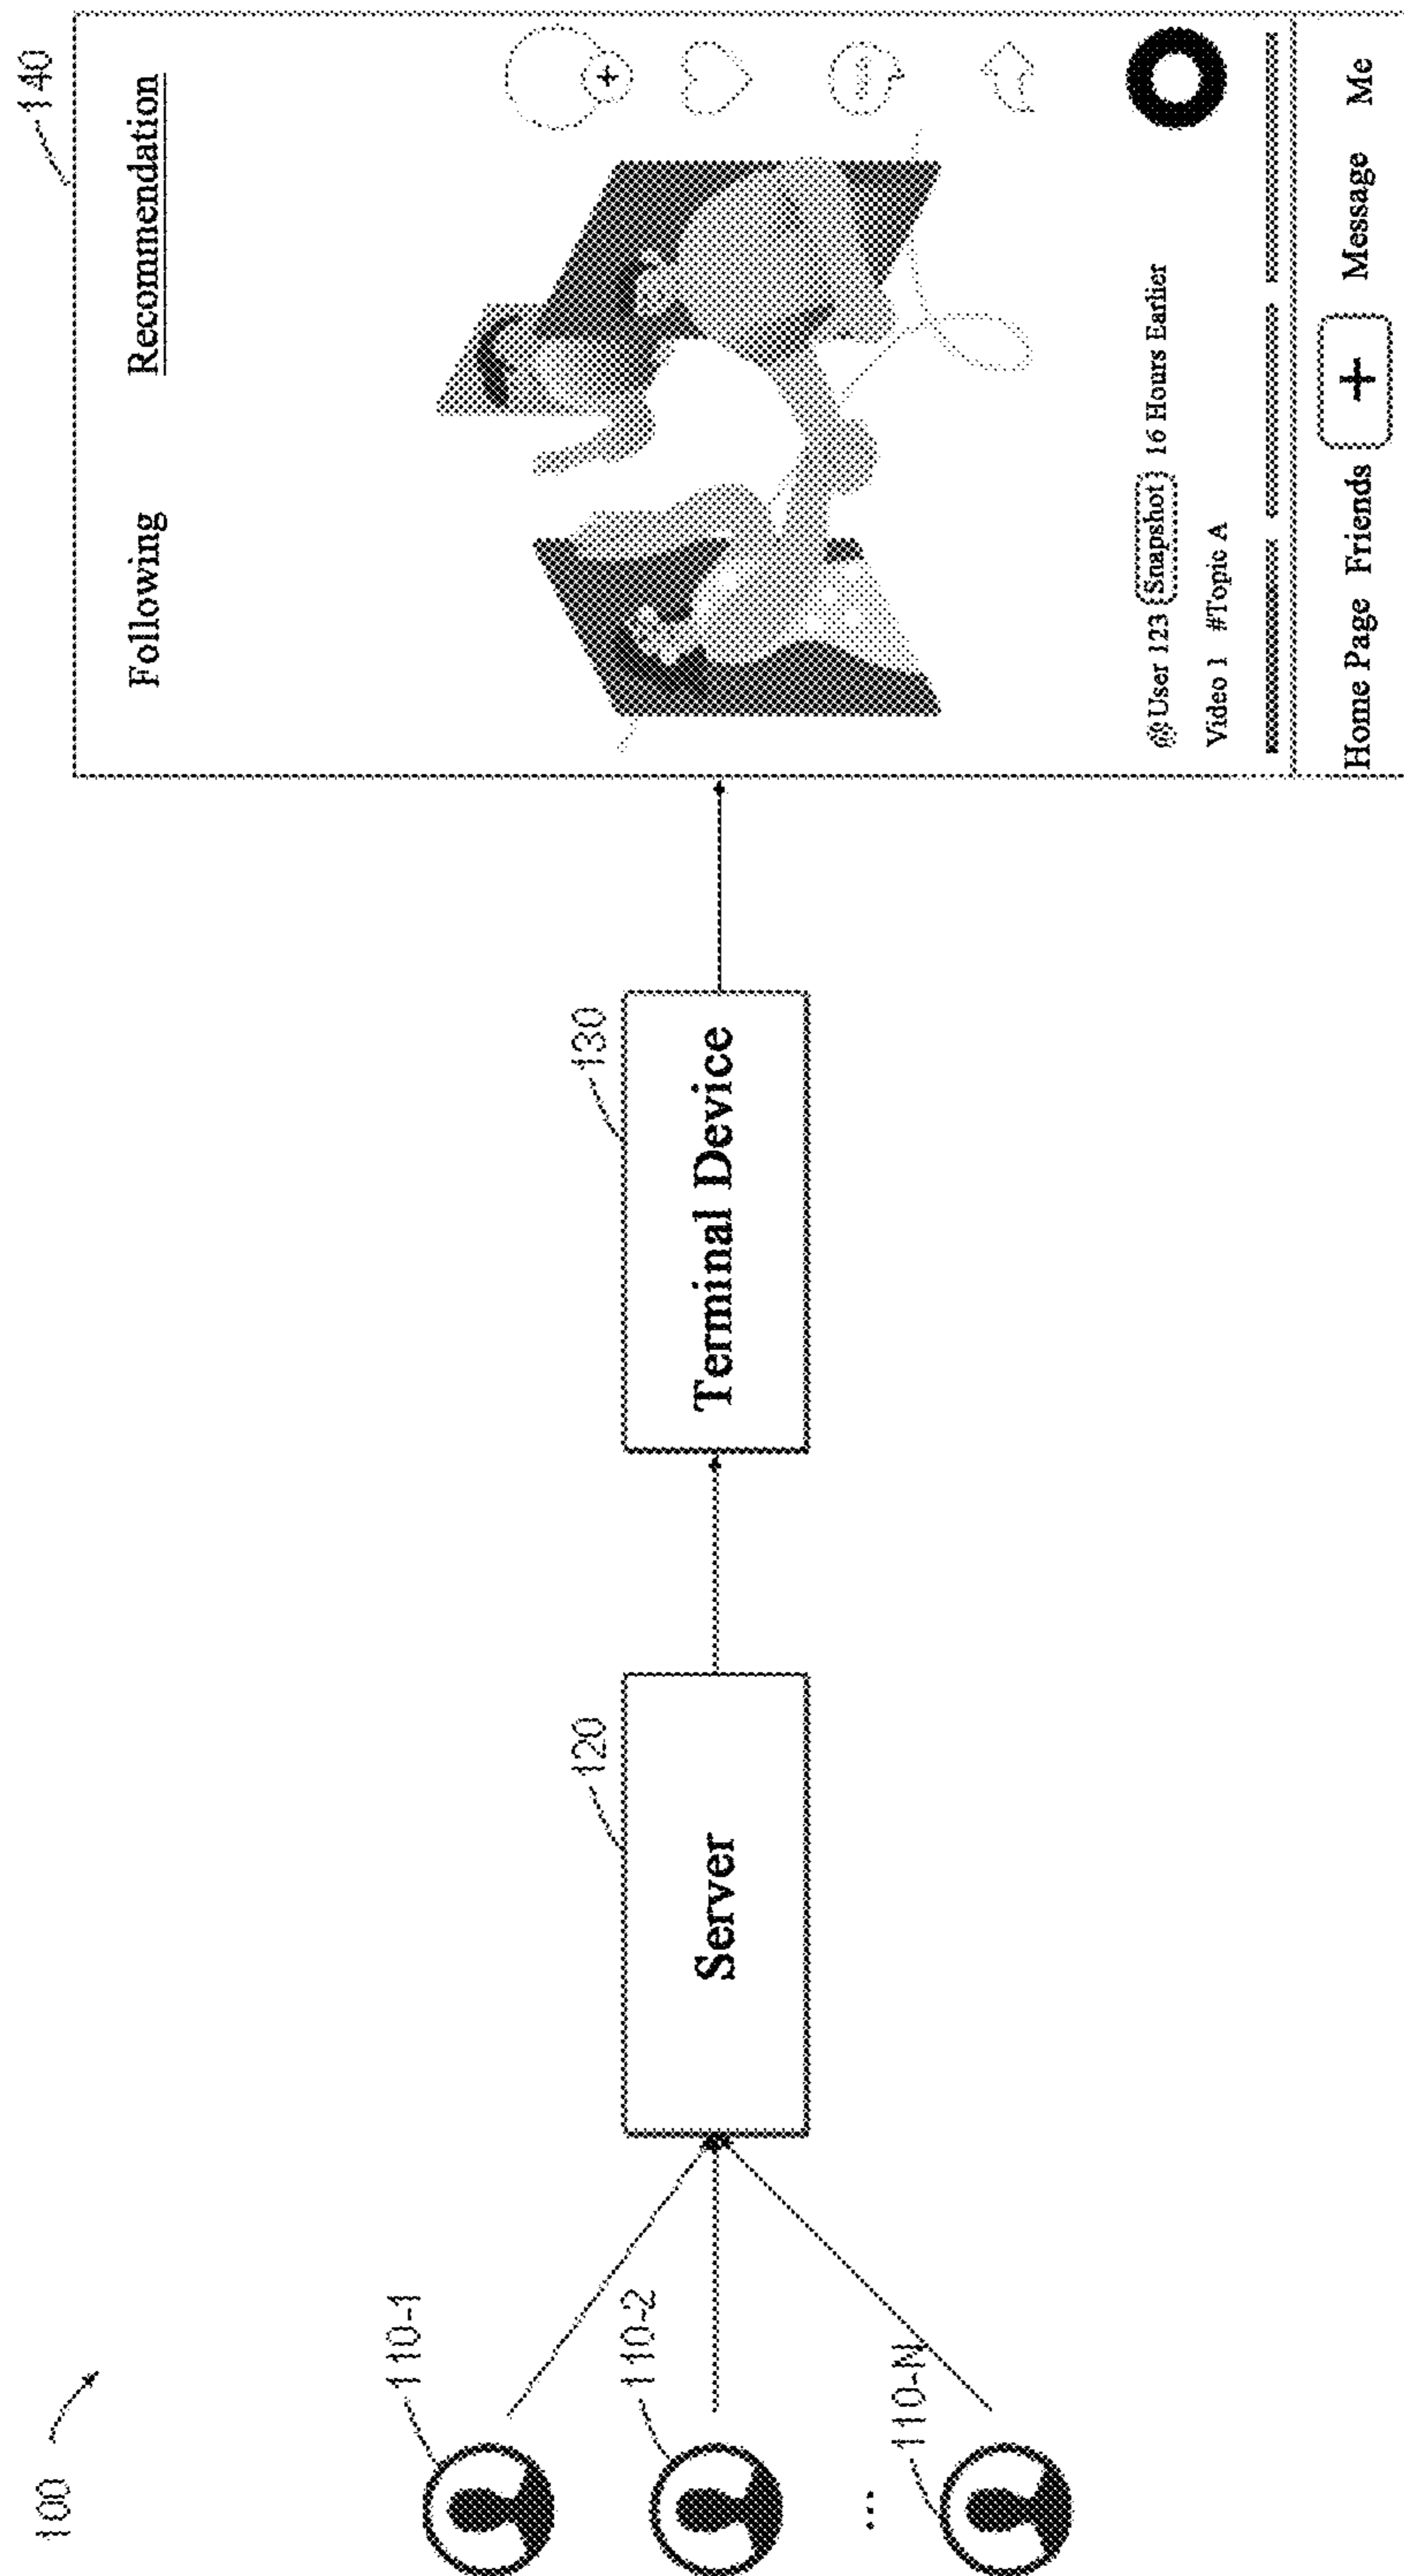 100
110-1
110-2
...
110-N
Server
120
Terminal Device
130
140
Following Recommendation
@User 123 Snapshot 16 Hours Earlier
Video 1 #Topic A
Home Page Friends + Message Me